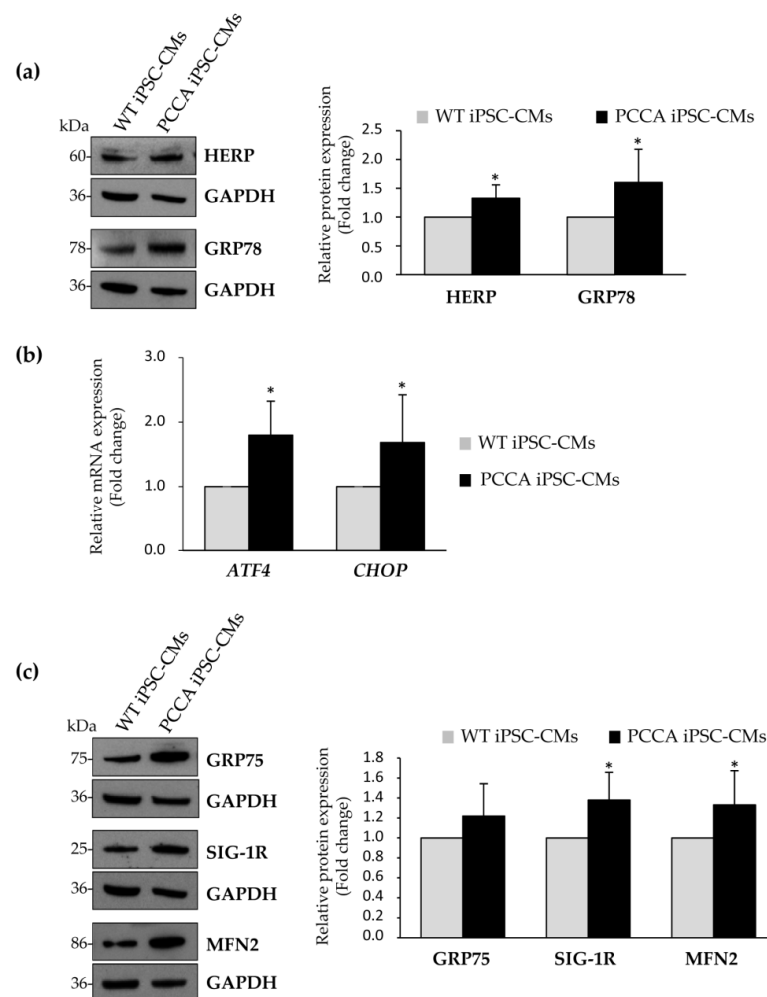 (a)
WT iPSC-CMs
PCCA iPSC-CMs
kDa
60- HERP
36- GAPDH
78- GRP78
36- GAPDH
WT iPSC-CMs PCCA iPSC-CMs
Relative protein expression
(Fold change)
2.5
2.0
1.5
1.0
0.5
0.0
* *
HERP GRP78
(b)
Relative mRNA expression
(Fold change)
3.0
2.0
1.0
0.0
* *
ATF4 CHOP
WT iPSC-CMs
PCCA iPSC-CMs
(c)
WT iPSC-CMs
PCCA iPSC-CMs
kDa
75- GRP75
36- GAPDH
25- SIG-1R
36- GAPDH
86- MFN2
36- GAPDH
WT iPSC-CMs PCCA iPSC-CMs
Relative protein expression
(Fold change)
1.8
1.6
1.4
1.2
1.0
0.8
0.6
0.4
0.2
0.0
* *
GRP75 SIG-1R MFN2